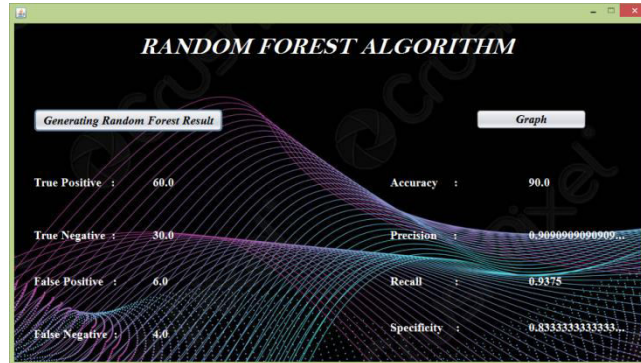 RANDOM FOREST ALGORITHM
Generating Random Forest Result
Graph
True Positive : 60.0
Accuracy : 90.0
True Negative : 30.0
Precision : 0.9090909090909...
False Positive : 6.0
Recall : 0.9375
False Negative : 4.0
Specificity : 0.8333333333333...